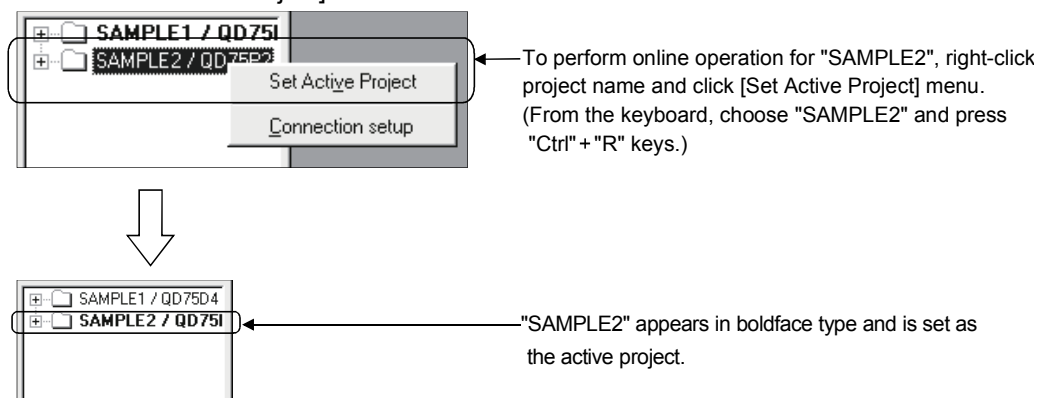 SAMPLE1 / QD75
SAMPLE2 / QD75P2
Set Active Project
Connection setup
To perform online operation for "SAMPLE2", right-click
project name and click [Set Active Project] menu.
(From the keyboard, choose "SAMPLE2" and press
"Ctrl"+"R" keys.)
SAMPLE1 / QD75D4
SAMPLE2 / QD75
"SAMPLE2" appears in boldface type and is set as
the active project.